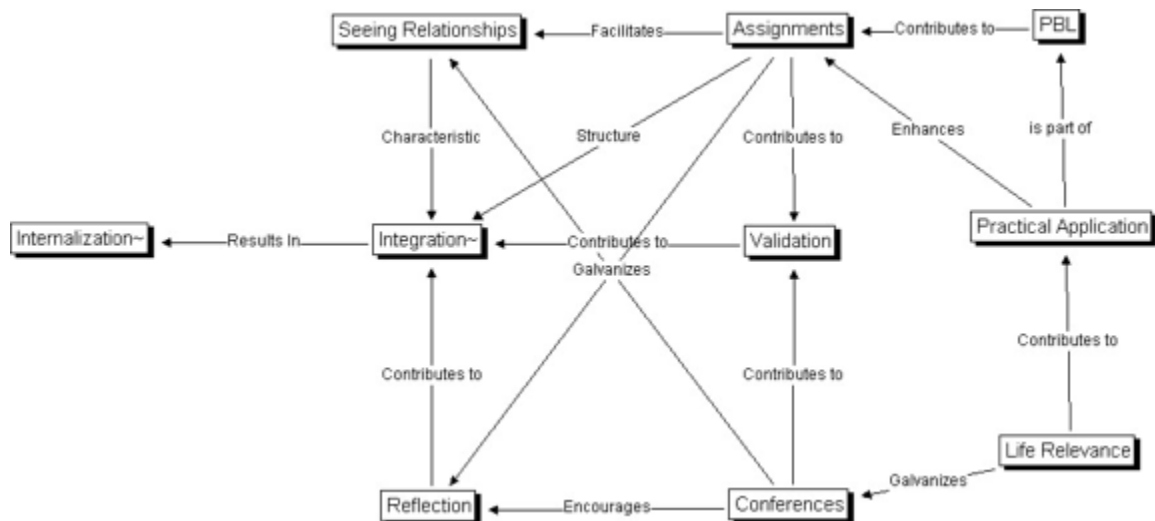 Seeing Relationships
Facilitates
Assignments
Contributes to
PBL
Characteristic
Structure
Contributes to
Enhances
is part of
Internalization~
Results In
Integration~
Contributes to
Validation
Practical Application
Galvanizes
Contributes to
Contributes to
Contributes to
Life Relevance
Galvanizes
Reflection
Encourages
Conferences